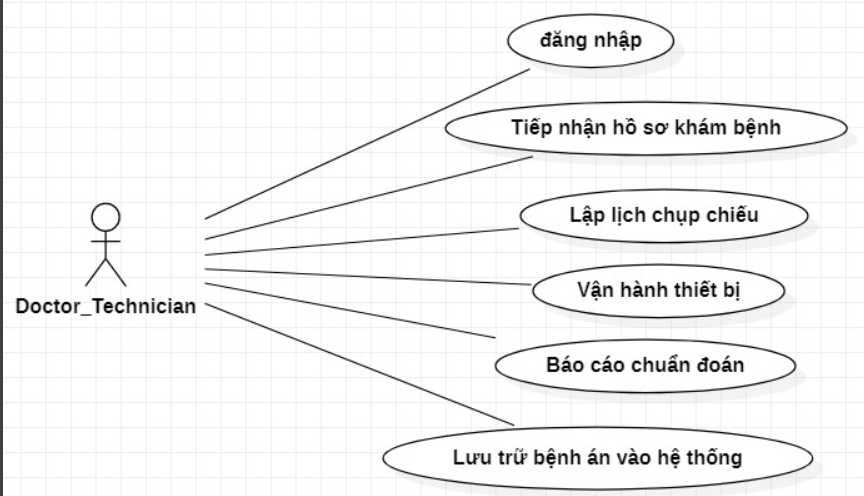 đăng nhập
Tiếp nhận hồ sơ khám bệnh
Lập lịch chụp chiếu
Vận hành thiết bị
Doctor_Technician
Báo cáo chuẩn đoán
Lưu trữ bệnh án vào hệ thống